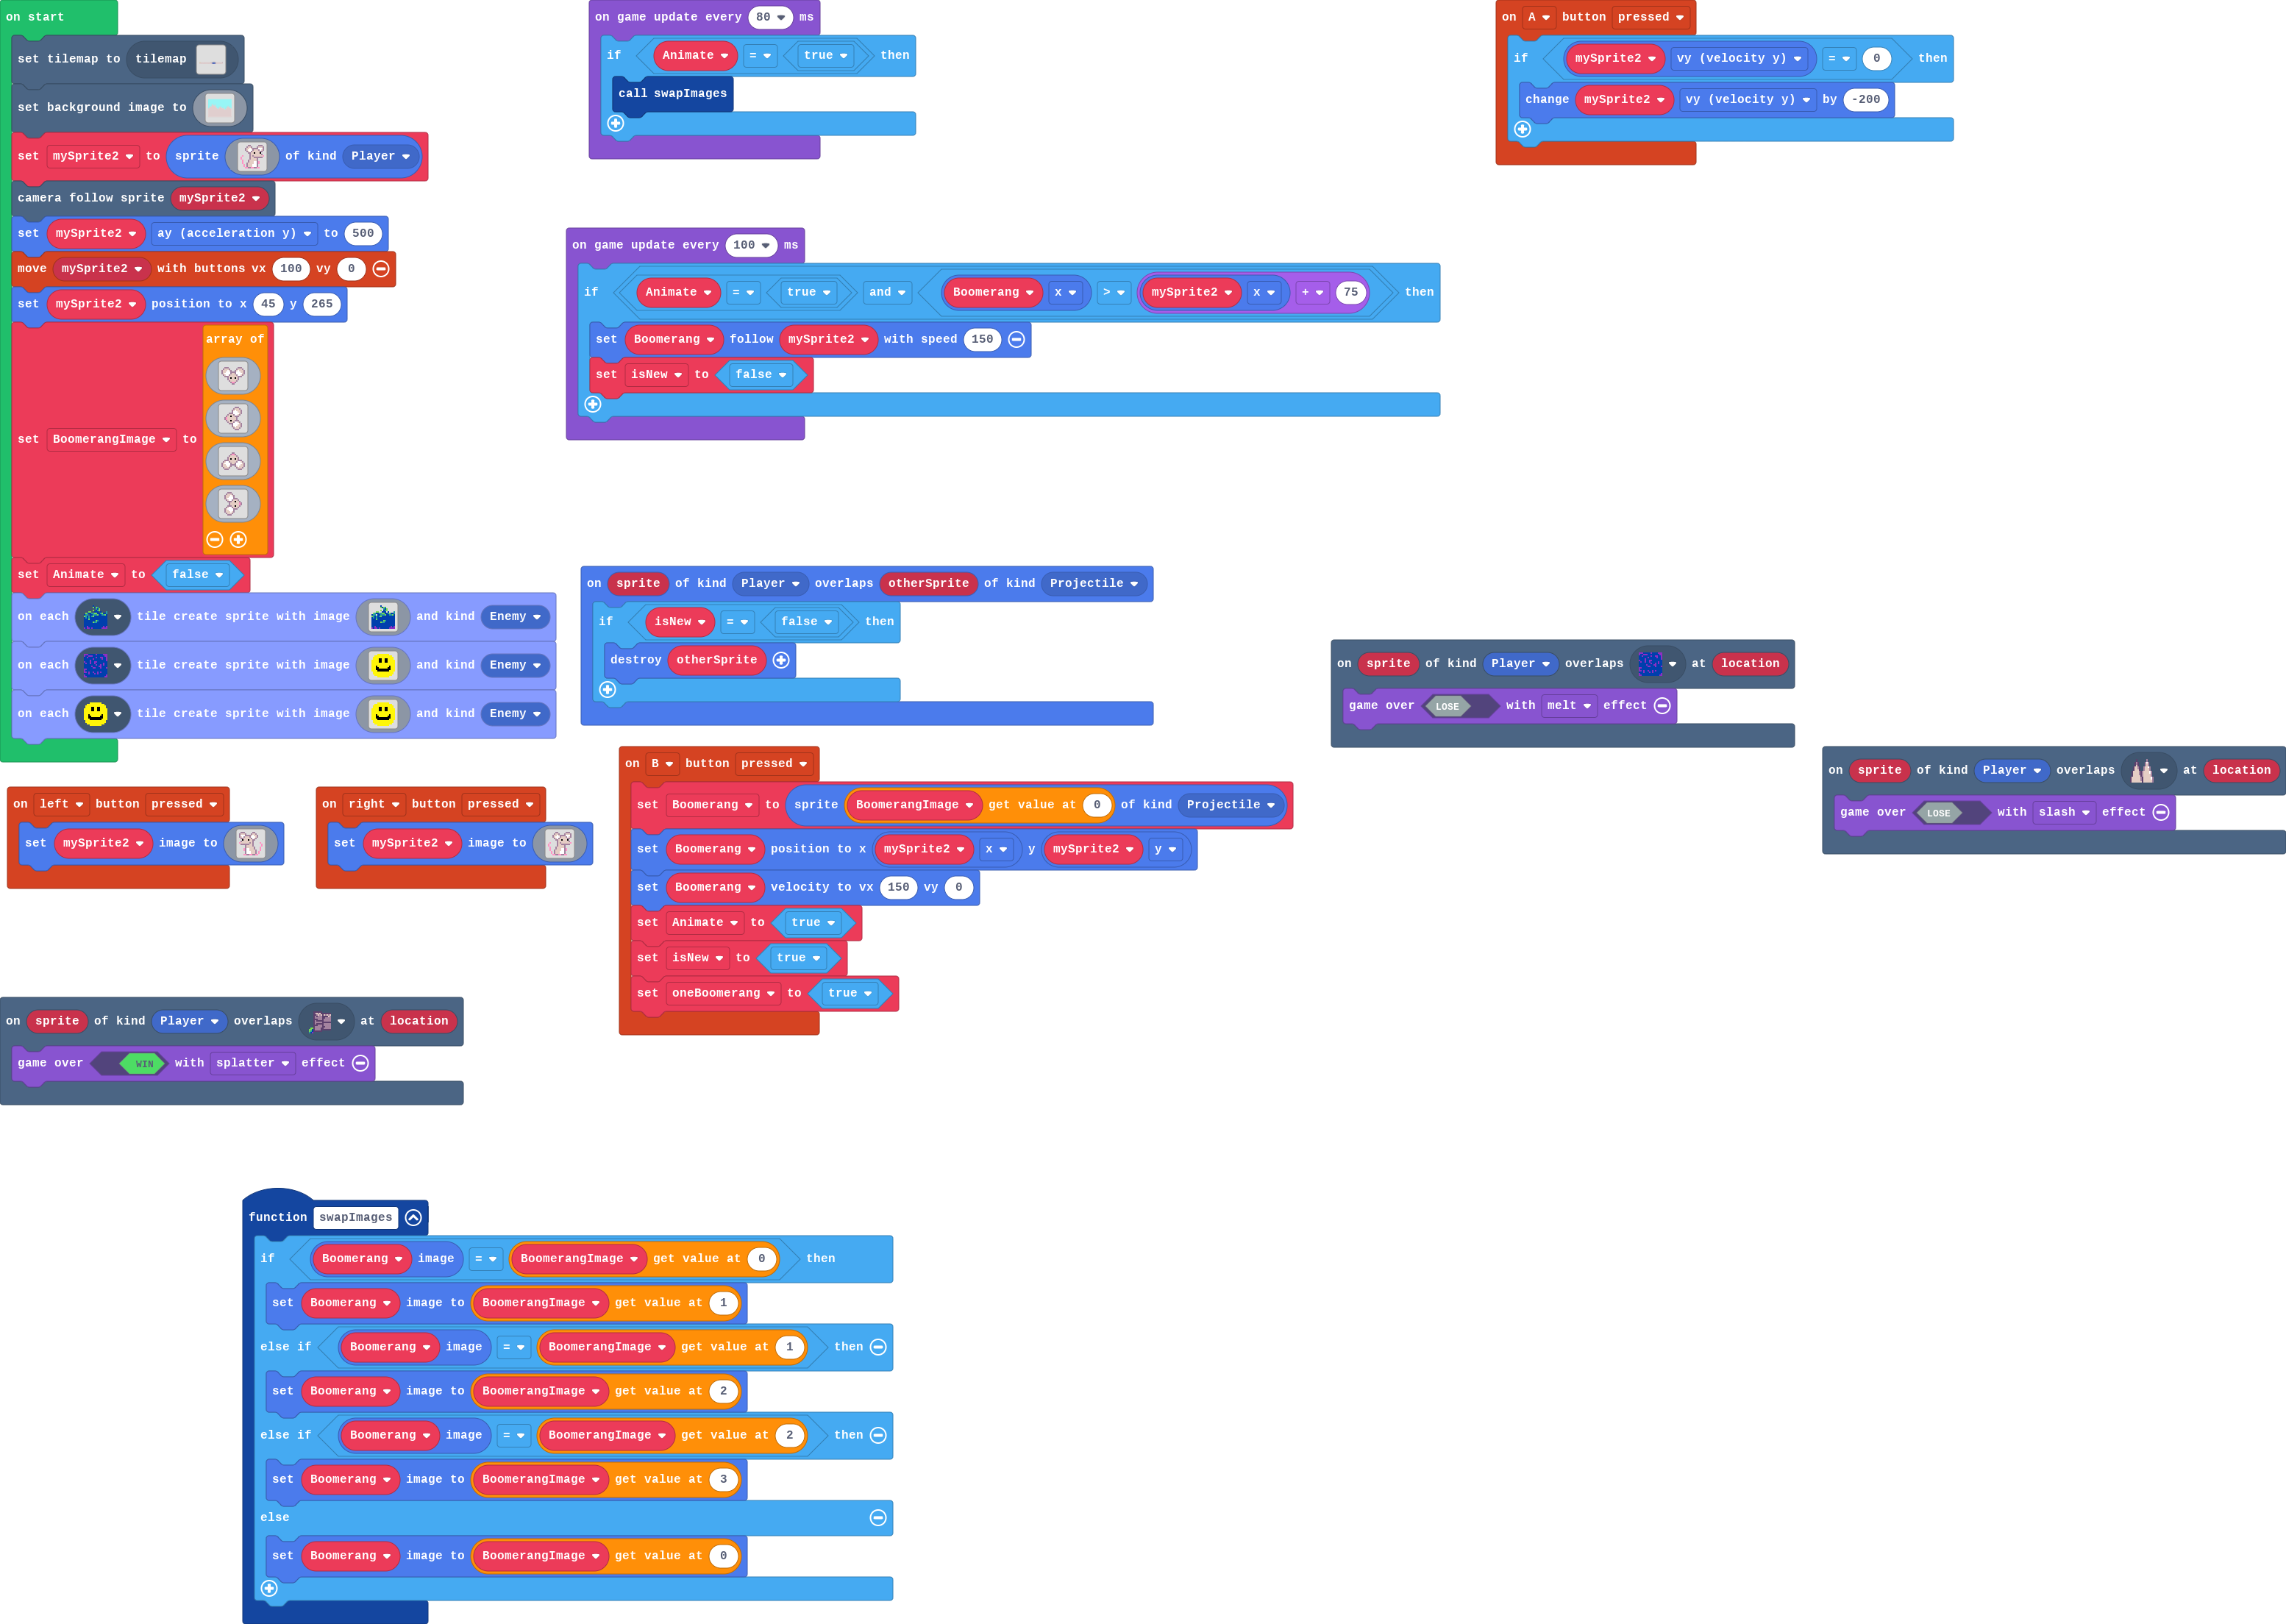 on start
set tilemap to tilemap
set background image to
set mySprite2 to sprite of kind Player
camera follow sprite mySprite2
set mySprite2 ay (acceleration y) to 500
move mySprite2 with buttons vx 100 vy 0
set mySprite2 position to x 45 y 265
set BoomerangImage to array of
set Animate to false
on each tile create sprite with image and kind Enemy
on each tile create sprite with image and kind Enemy
on each tile create sprite with image and kind Enemy
on left button pressed
set mySprite2 image to
on right button pressed
set mySprite2 image to
on game update every 80 ms
if Animate = true then
call swapImages
on A button pressed
if mySprite2 vy (velocity y) = 0 then
change mySprite2 vy (velocity y) by -200
on game update every 100 ms
if Animate = true and Boomerang x > mySprite2 x + 75 then
set Boomerang follow mySprite2 with speed 150
set isNew to false
on sprite of kind Player overlaps otherSprite of kind Projectile
if isNew = false then
destroy otherSprite
on sprite of kind Player overlaps at location
game over LOSE with melt effect
on sprite of kind Player overlaps at location
game over LOSE with slash effect
on B button pressed
set Boomerang to sprite BoomerangImage get value at 0 of kind Projectile
set Boomerang position to x mySprite2 x y mySprite2 y
set Boomerang velocity to vx 150 vy 0
set Animate to true
set isNew to true
set oneBoomerang to true
on sprite of kind Player overlaps at location
game over WIN with splatter effect
function swapImages
if Boomerang image = BoomerangImage get value at 0 then
set Boomerang image to BoomerangImage get value at 1
else if Boomerang image = BoomerangImage get value at 1 then
set Boomerang image to BoomerangImage get value at 2
else if Boomerang image = BoomerangImage get value at 2 then
set Boomerang image to BoomerangImage get value at 3
else
set Boomerang image to BoomerangImage get value at 0